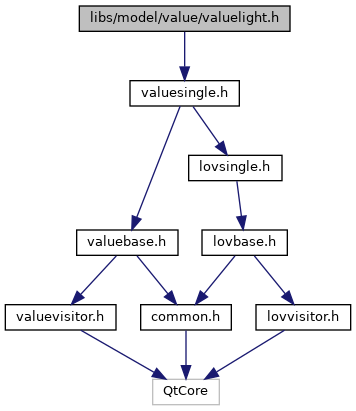 libs/model/value/valuelight.h
valuesingle.h
lovsingle.h
valuebase.h
lovbase.h
valuevisitor.h
common.h
lovvisitor.h
QtCore